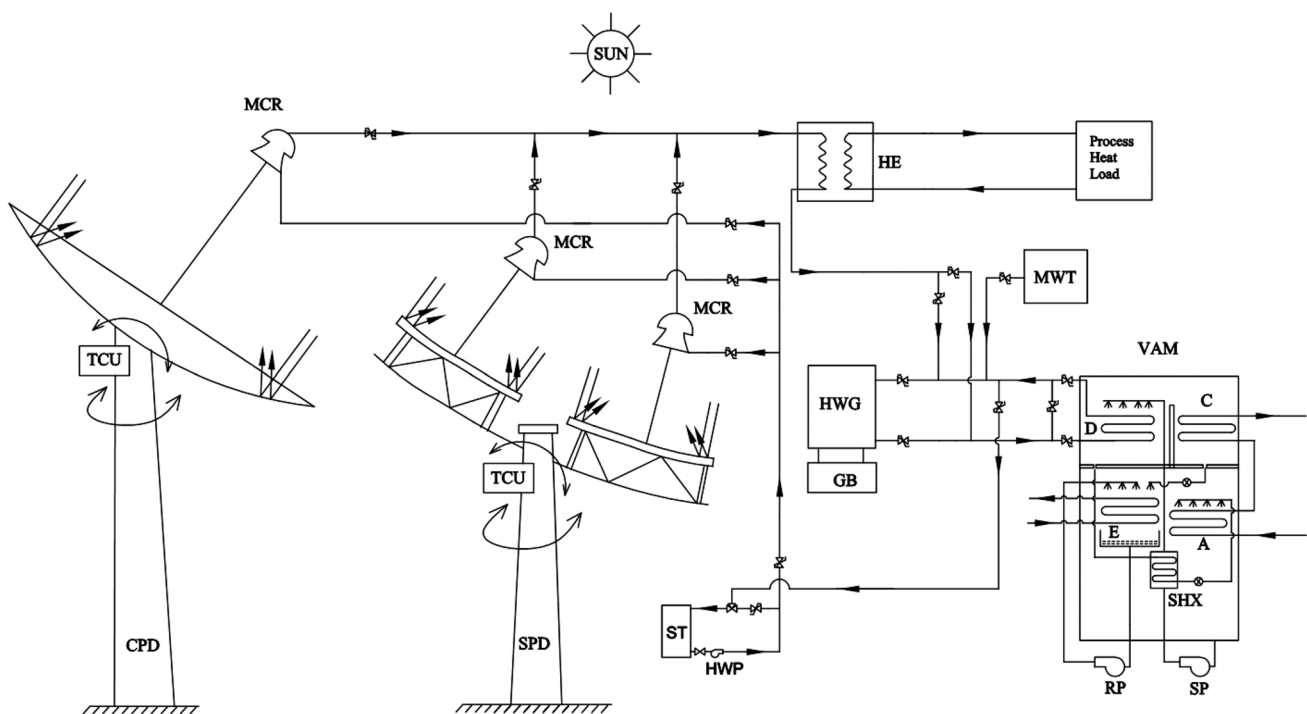 SUN
MCR
HE
Process
Heat
Load
MCR
MWT
MCR
VAM
TCU
HWG
D
C
TCU
GB
E
A
SHX
CPD
SPD
ST
HWP
RP
SP